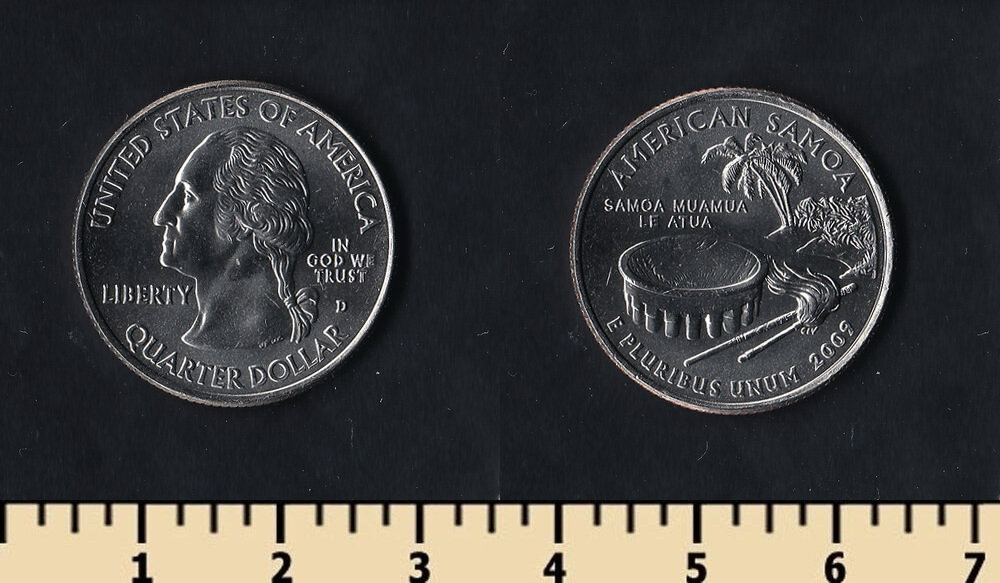 UNITED STATES OF AMERICA
IN
GOD WE
TRUST
LIBERTY
D
QUARTER DOLLAR
AMERICAN SAMOA
SAMOA MUAMUA
LE ATUA
CIV
E PLURIBUS UNUM 2009
1 2 3 4 5 6 7